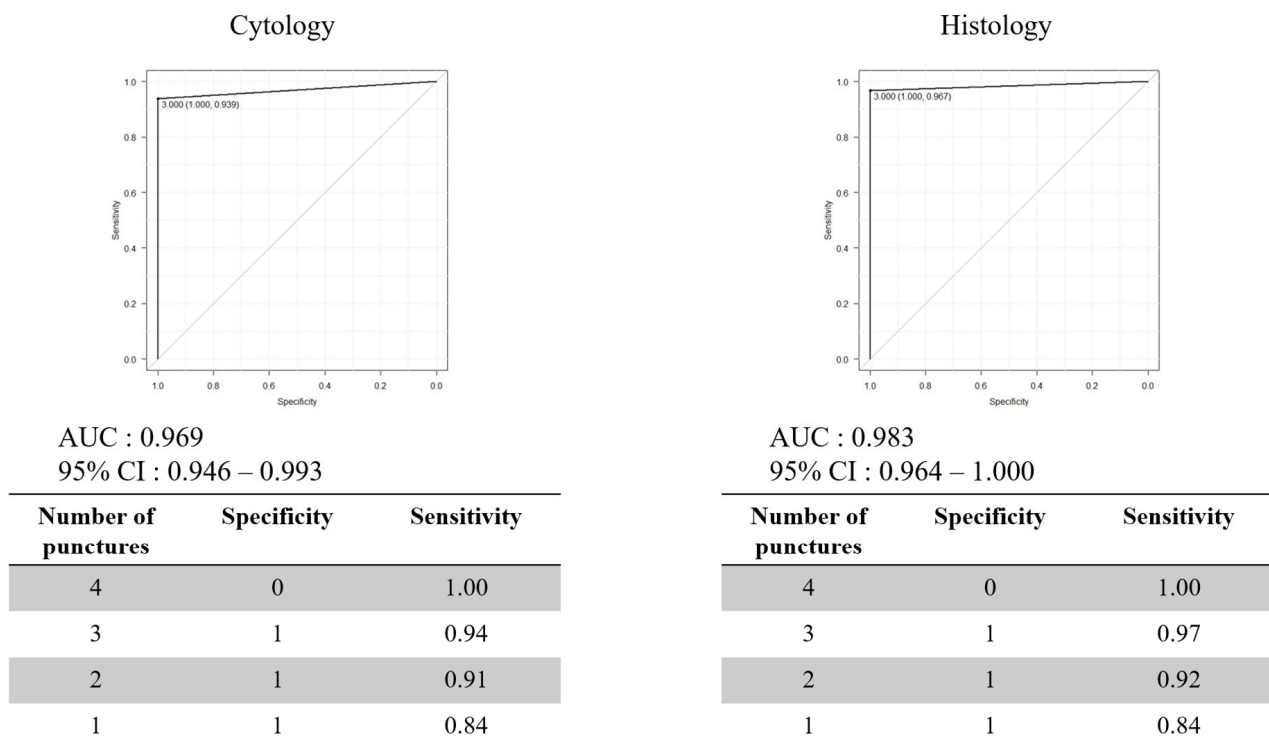 Cytology
1.0
0.8
0.6
0.4
0.2
0.0
Sensitivity
3.000 (1.000, 0.939)
1.0 0.8 0.6 0.4 0.2 0.0
Specificity
AUC : 0.969
95% CI : 0.946 – 0.993
Number of punctures Specificity Sensitivity
4 0 1.00
3 1 0.94
2 1 0.91
1 1 0.84
Histology
1.0
0.8
0.6
0.4
0.2
0.0
Sensitivity
3.000 (1.000, 0.967)
1.0 0.8 0.6 0.4 0.2 0.0
Specificity
AUC : 0.983
95% CI : 0.964 – 1.000
Number of punctures Specificity Sensitivity
4 0 1.00
3 1 0.97
2 1 0.92
1 1 0.84